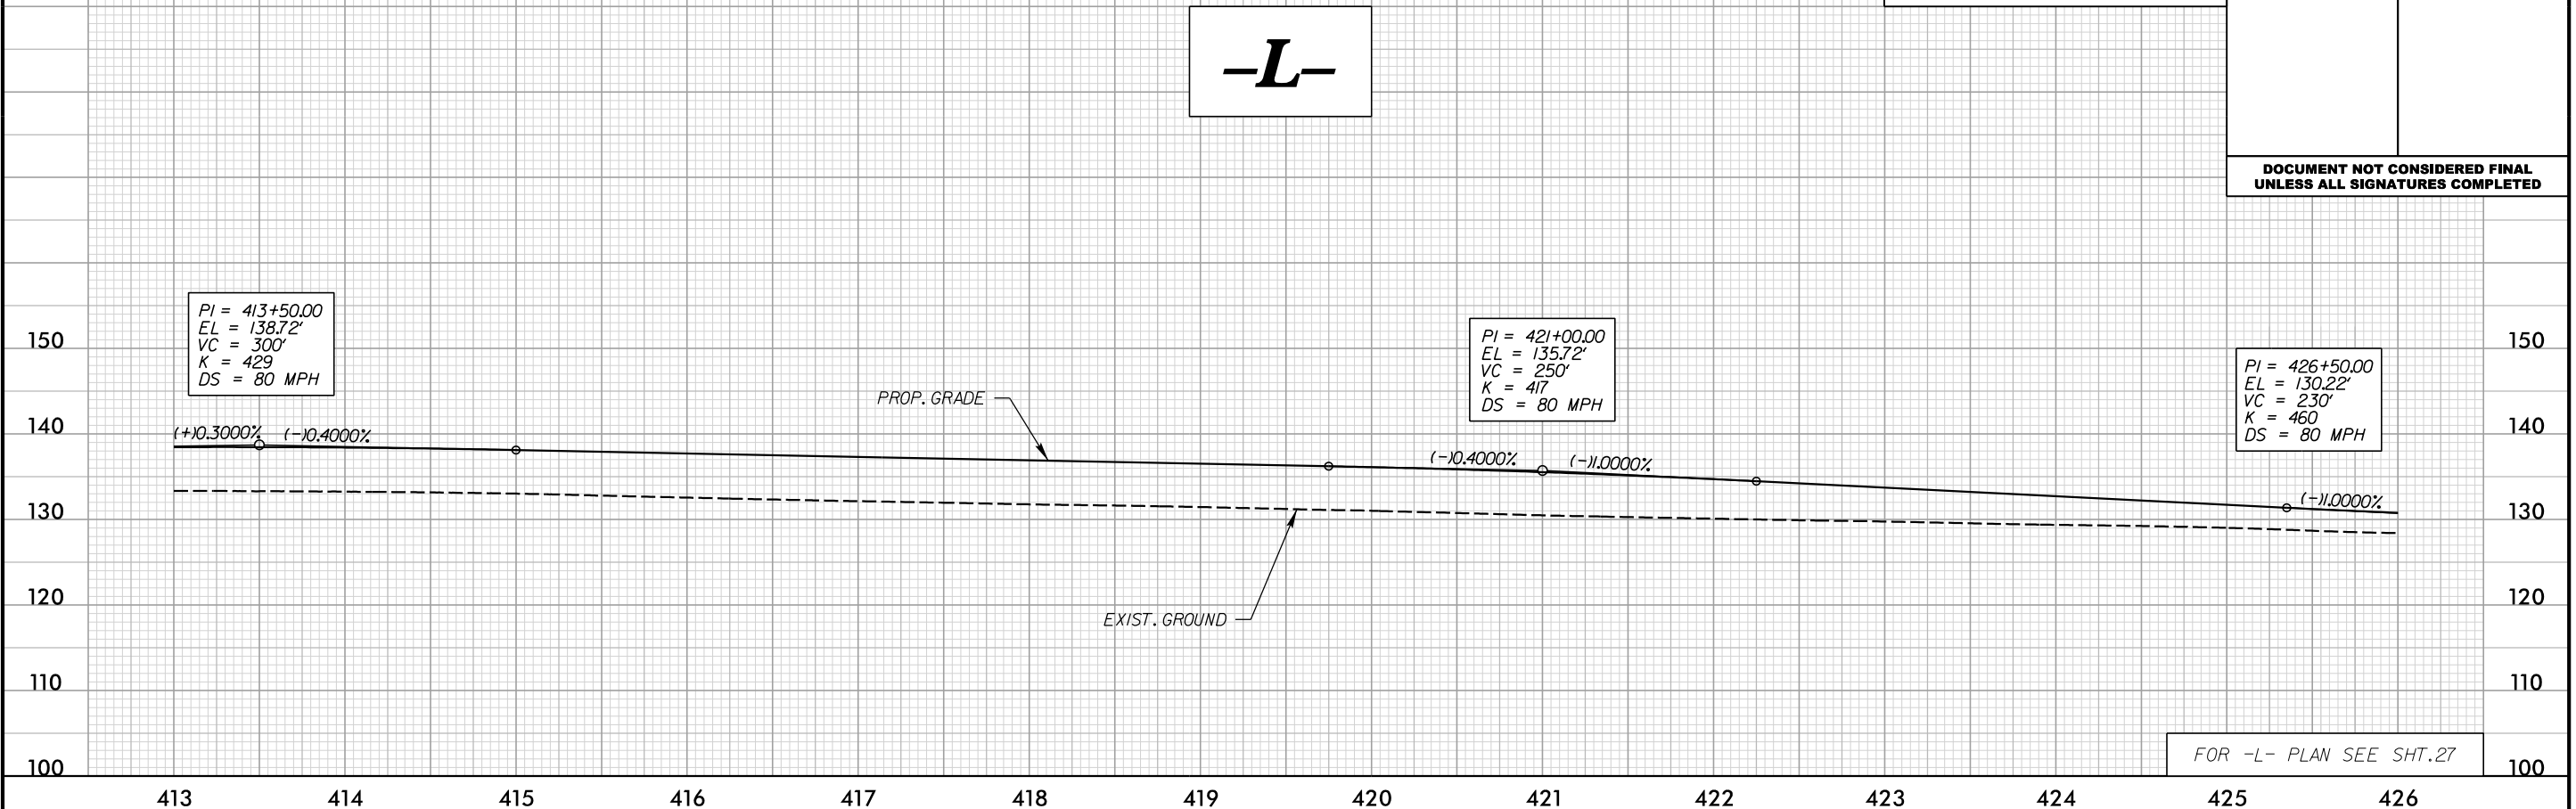 –L–
DOCUMENT NOT CONSIDERED FINAL
UNLESS ALL SIGNATURES COMPLETED
PI = 413+50.00
EL = 138.72'
VC = 300'
K = 429
DS = 80 MPH
PI = 421+00.00
EL = 135.72'
VC = 250'
K = 417
DS = 80 MPH
PI = 426+50.00
EL = 130.22'
VC = 230'
K = 460
DS = 80 MPH
150
150
PROP. GRADE
140
(+)0.3000%
(-)0.4000%
(-)0.4000%
(-)1.0000%
140
(-)1.0000%
130
130
120
EXIST. GROUND
120
110
110
FOR -L- PLAN SEE SHT. 27
100
100
413 414 415 416 417 418 419 420 421 422 423 424 425 426